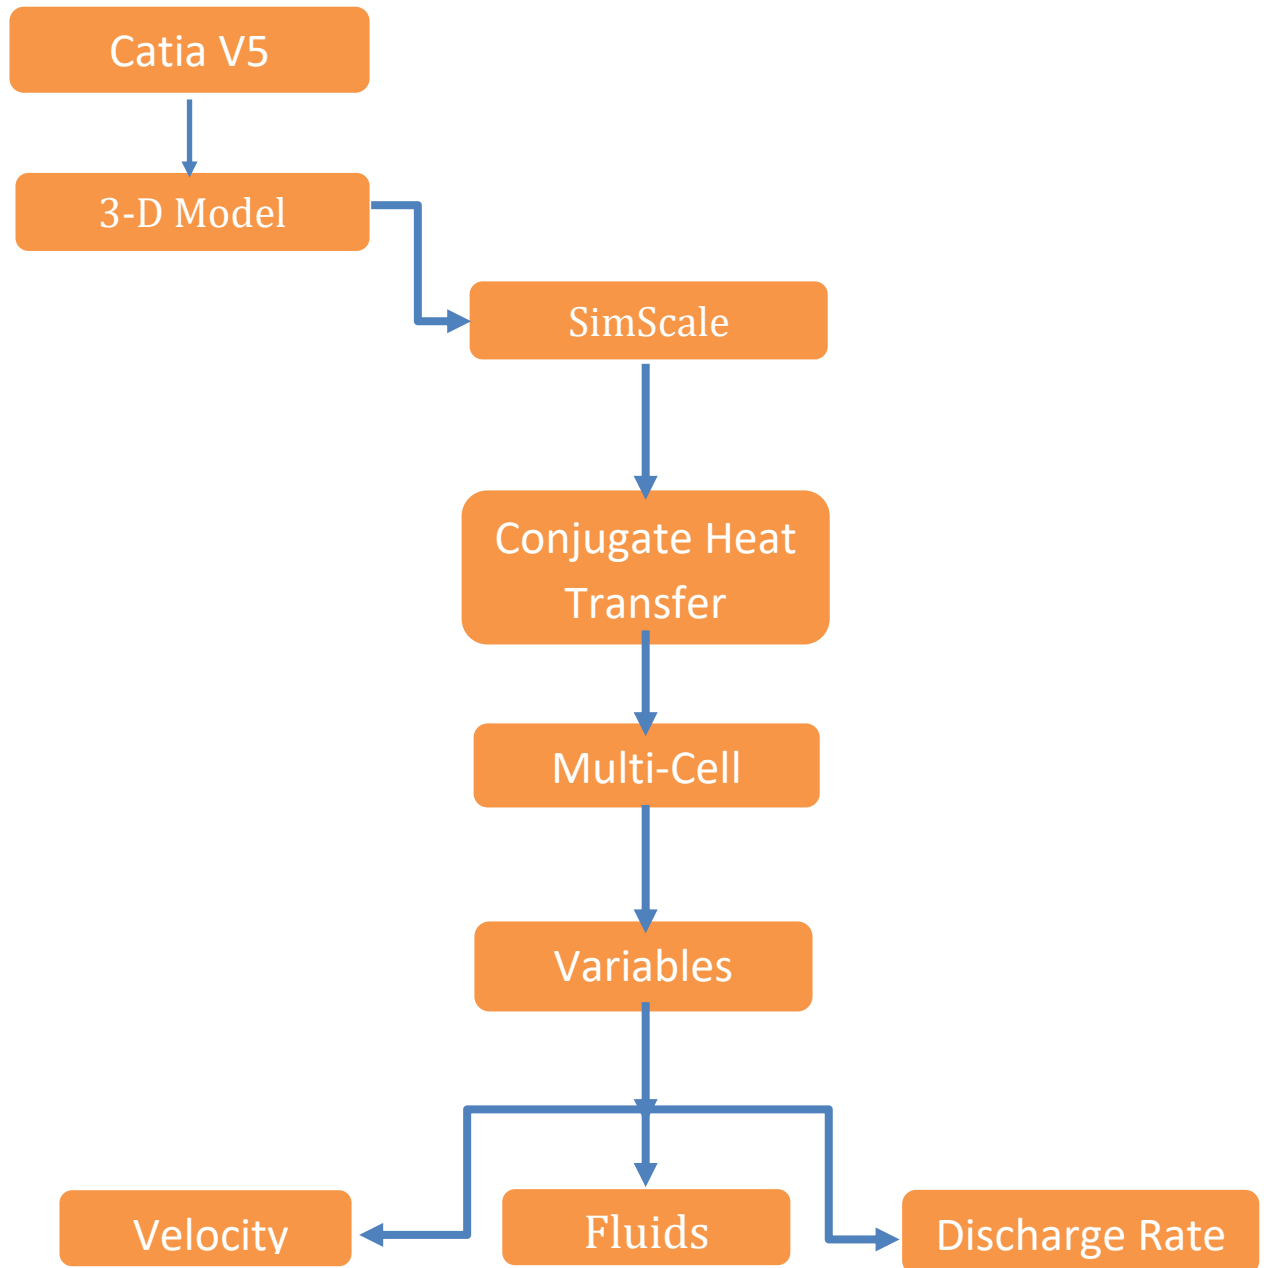 Catia V5
3-D Model
SimScale
Conjugate Heat
Transfer
Multi-Cell
Variables
Velocity
Fluids
Discharge Rate